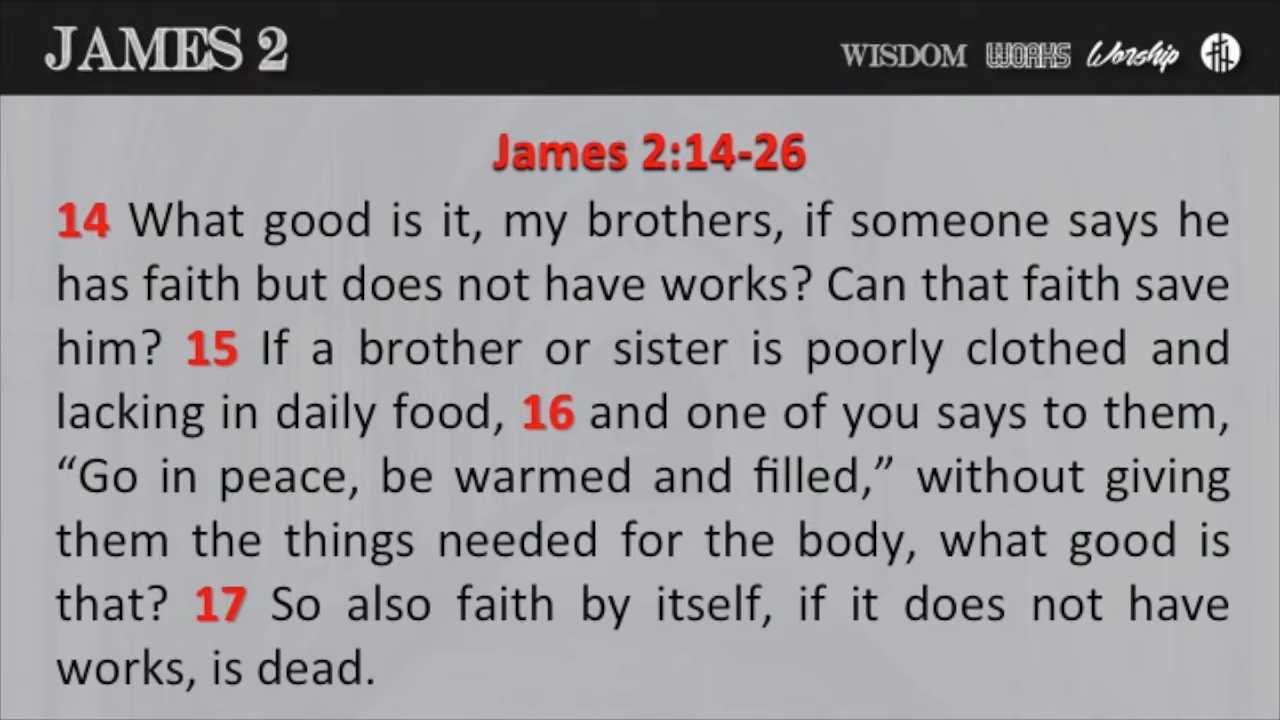 JAMES 2
WISDOM WORKS Worship
James 2:14-26
14 What good is it, my brothers, if someone says he
has faith but does not have works? Can that faith save
him? 15 If a brother or sister is poorly clothed and
lacking in daily food, 16 and one of you says to them,
“Go in peace, be warmed and filled,” without giving
them the things needed for the body, what good is
that? 17 So also faith by itself, if it does not have
works, is dead.